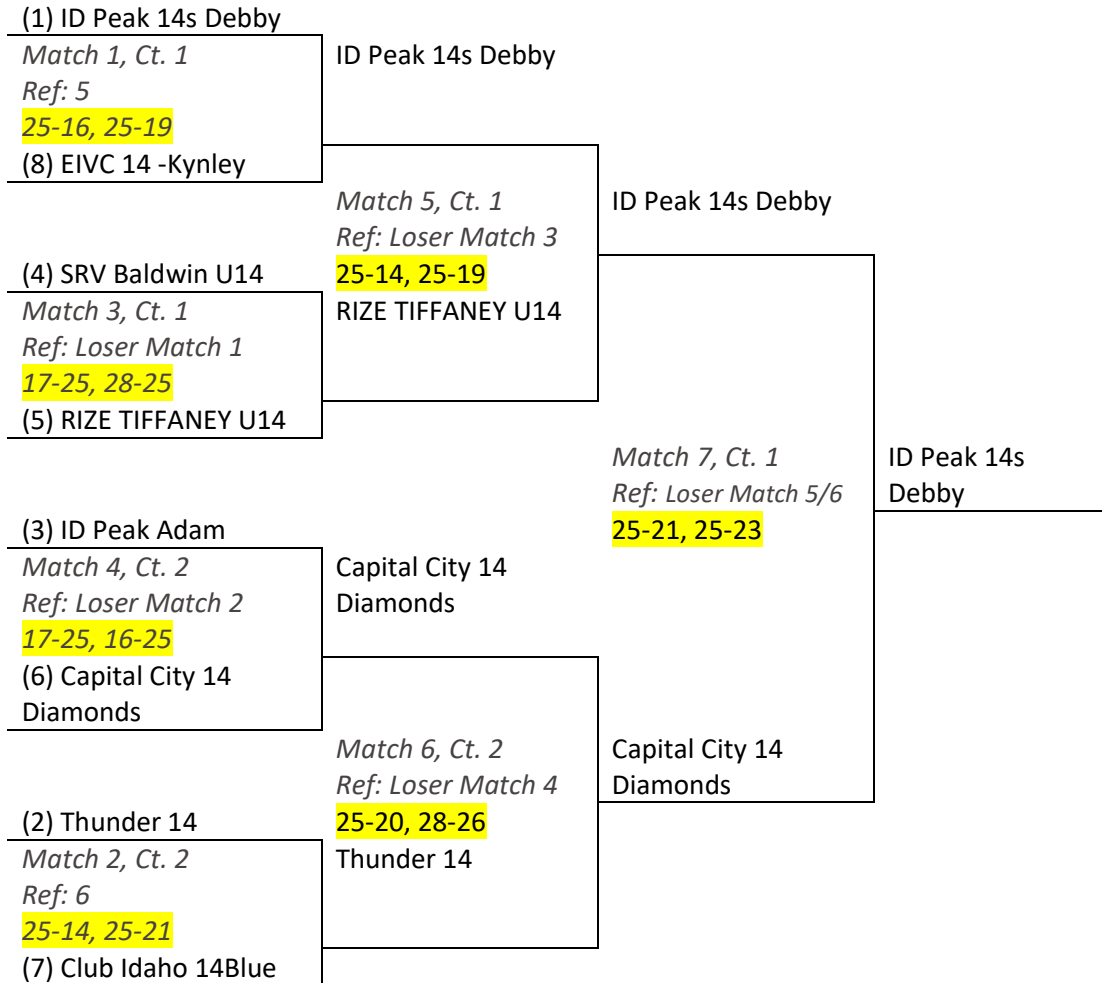 (1) ID Peak 14s Debby
Match 1, Ct. 1
Ref: 5
25-16, 25-19
(8) EIVC 14 -Kynley
(4) SRV Baldwin U14
Match 3, Ct. 1
Ref: Loser Match 1
17-25, 28-25
(5) RIZE TIFFANEY U14
(3) ID Peak Adam
Match 4, Ct. 2
Ref: Loser Match 2
17-25, 16-25
(6) Capital City 14
Diamonds
(2) Thunder 14
Match 2, Ct. 2
Ref: 6
25-14, 25-21
(7) Club Idaho 14Blue
ID Peak 14s Debby
Match 5, Ct. 1
Ref: Loser Match 3
25-14, 25-19
RIZE TIFFANEY U14
Capital City 14
Diamonds
Match 6, Ct. 2
Ref: Loser Match 4
25-20, 28-26
Thunder 14
ID Peak 14s Debby
Match 7, Ct. 1
Ref: Loser Match 5/6
25-21, 25-23
Capital City 14
Diamonds
ID Peak 14s
Debby